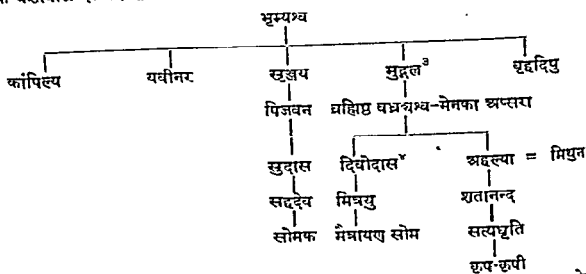 भृम्यश्व
कांपिल्य यवीनर सृञ्जय मुद्गल³ बृहदिषु
पिजवन ब्रह्मिष्ठ वध्र्यश्व-मेनका अप्सरा
सुदास दिवोदास⁴ अहल्या = मिथुन
सहदेव मित्रयु शतानन्द
सोमक मैत्रायण सोम सत्यधृति
कृप-कृपी